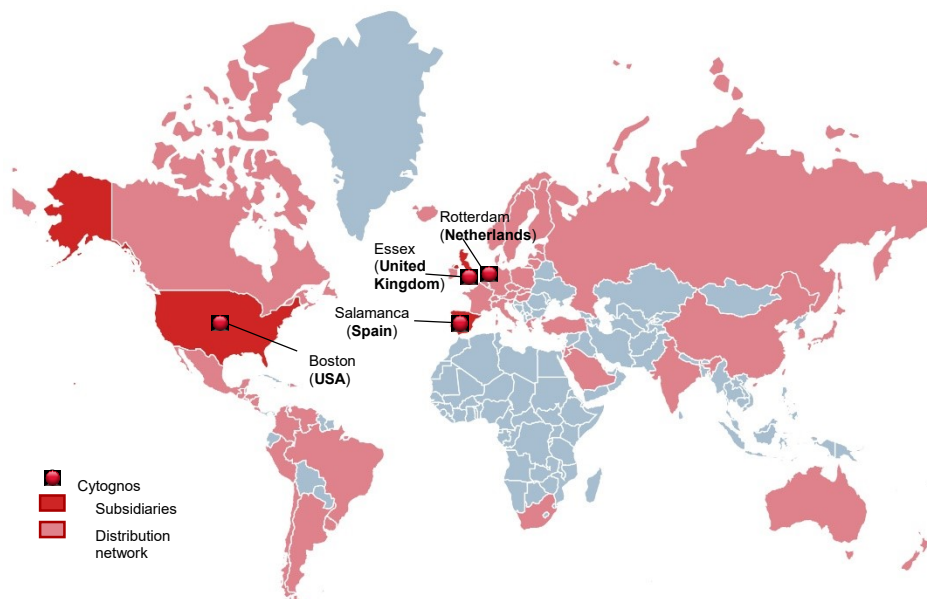 Rotterdam
(Netherlands)
Essex
(United
Kingdom)
Salamanca
(Spain)
Boston
(USA)
Cytognos
Subsidiaries
Distribution
network